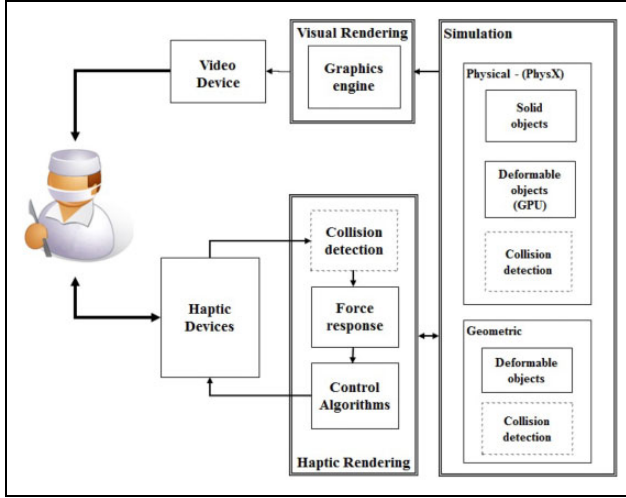 Visual Rendering
Simulation
Video
Device
Graphics
engine
Physical - (PhysX)
Solid
objects
Deformable
objects
(GPU)
Collision
detection
Collision
detection
Haptic
Devices
Force
response
Control
Algorithms
Haptic Rendering
Geometric
Deformable
objects
Collision
detection